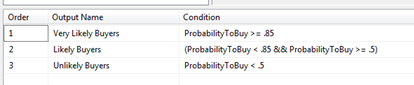 Order Output Name Condition
1 Very Likely Buyers ProbabilityToBuy >= .85
2 Likely Buyers (ProbabilityToBuy < .85 && ProbabilityToBuy >= .5)
3 Unlikely Buyers ProbabilityToBuy < .5